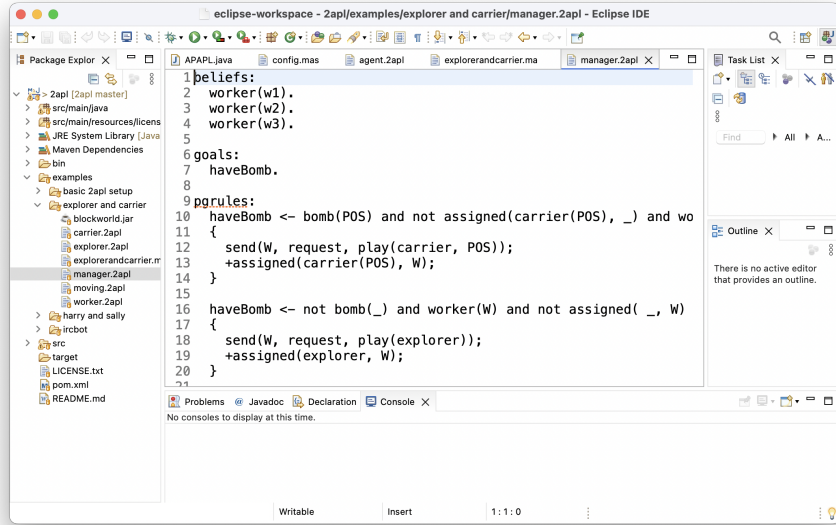 eclipse-workspace - 2apl/examples/explorer and carrier/manager.2apl - Eclipse IDE
Package Explor
2apl [2apl master]
src/main/java
src/main/resources/licens
JRE System Library [Java
Maven Dependencies
bin
examples
basic 2apl setup
explorer and carrier
blockworld.jar
carrier.2apl
explorer.2apl
explorerandcarrier.m
manager.2apl
moving.2apl
worker.2apl
harry and sally
ircbot
src
target
LICENSE.txt
pom.xml
README.md
APAPL.java config.mas agent.2apl explorerandcarrier.ma manager.2apl
1 beliefs:
2 worker(w1).
3 worker(w2).
4 worker(w3).
5
6 goals:
7 haveBomb.
8
9 pgrules:
10 haveBomb <- bomb(POS) and not assigned(carrier(POS), _) and wo
11 {
12 send(W, request, play(carrier, POS));
13 +assigned(carrier(POS), W);
14 }
15
16 haveBomb <- not bomb(_) and worker(W) and not assigned( _, W)
17 {
18 send(W, request, play(explorer));
19 +assigned(explorer, W);
20 }
21
Task List
Find All A...
Outline
There is no active editor
that provides an outline.
Problems @ Javadoc Declaration Console
No consoles to display at this time.
Writable Insert 1:1:0